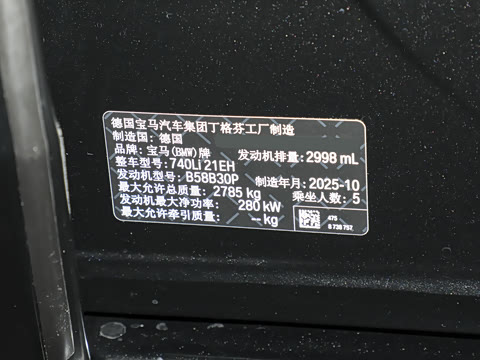 德国宝马汽车集团丁格芬工厂制造
制造国：德国
品牌：宝马(BMW)牌 发动机排量：2998 mL
整车型号：740Li 21EH
发动机型号：B58B30P 制造年月：2025-10
最大允许总质量：2785 kg 乘坐人数：5
发动机最大净功率：280 kW
最大允许牵引质量：-- kg
475